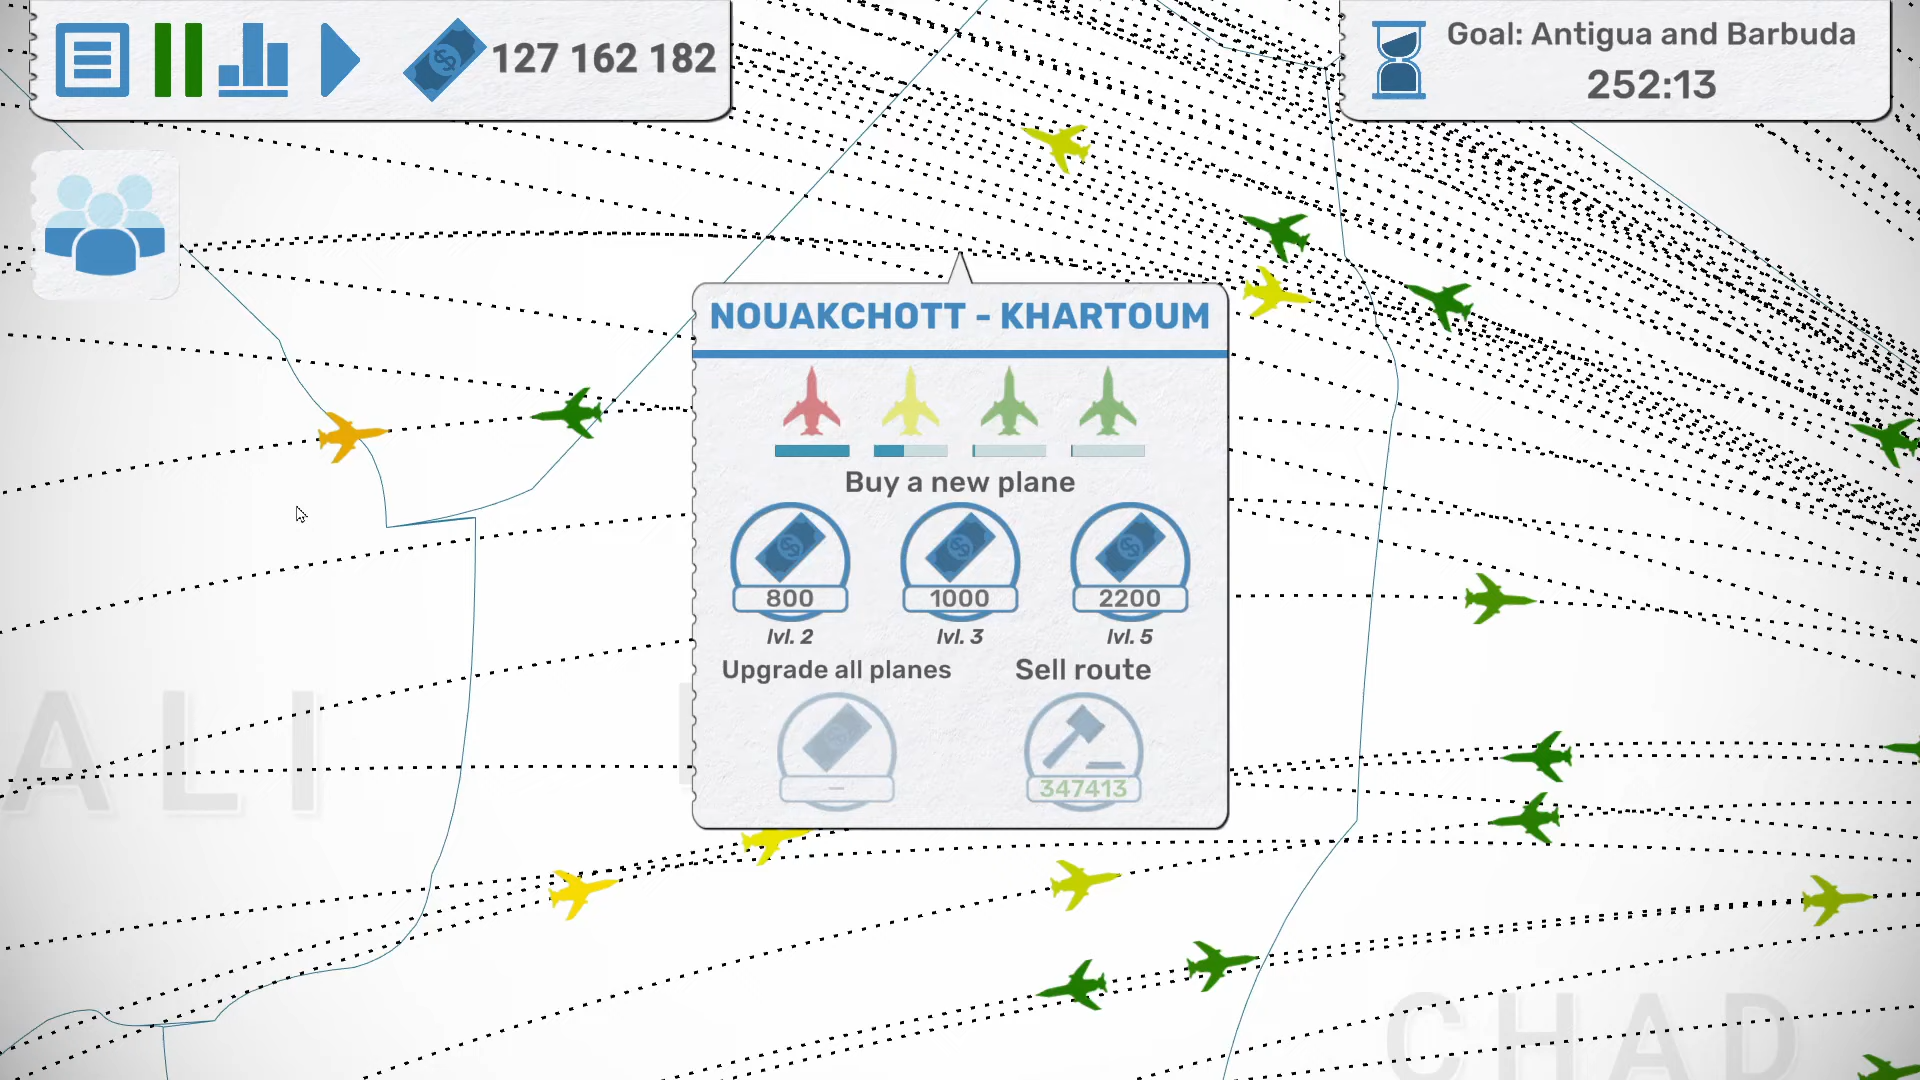 127 162 182
Goal: Antigua and Barbuda
252:13
NOUAKCHOTT - KHARTOUM
Buy a new plane
800 1000 2200
lvl. 2 lvl. 3 lvl. 5
Upgrade all planes Sell route
– 347413
ALI
CHAD